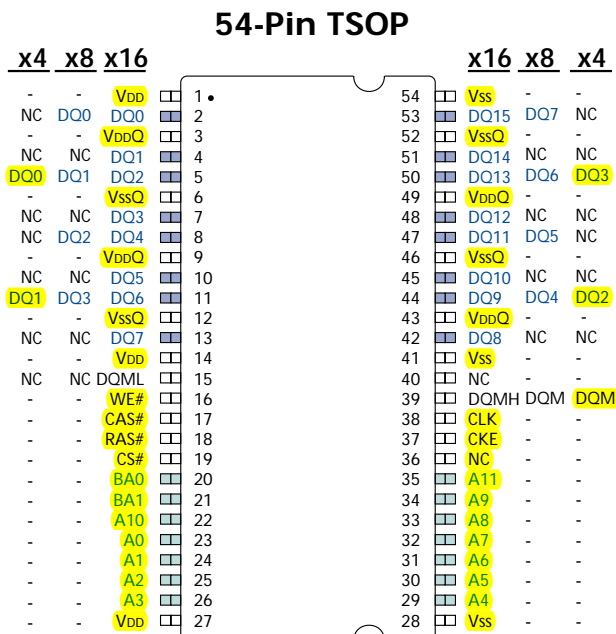 54-Pin TSOP
x4 x8 x16 x16 x8 x4
- - VDD 1 54 Vss - -
NC DQ0 DQ0 2 53 DQ15 DQ7 NC
- - VDDQ 3 52 VssQ - -
NC NC DQ1 4 51 DQ14 NC NC
DQ0 DQ1 DQ2 5 50 DQ13 DQ6 DQ3
- - VssQ 6 49 VDDQ - -
NC NC DQ3 7 48 DQ12 NC NC
NC DQ2 DQ4 8 47 DQ11 DQ5 NC
- - VDDQ 9 46 VssQ - -
NC NC DQ5 10 45 DQ10 NC NC
DQ1 DQ3 DQ6 11 44 DQ9 DQ4 DQ2
- - VssQ 12 43 VDDQ - -
NC NC DQ7 13 42 DQ8 NC NC
- - VDD 14 41 Vss - -
NC NC DQML 15 40 NC - -
- - WE# 16 39 DQMH DQM DQM
- - CAS# 17 38 CLK - -
- - RAS# 18 37 CKE - -
- - CS# 19 36 NC - -
- - BA0 20 35 A11 - -
- - BA1 21 34 A9 - -
- - A10 22 33 A8 - -
- - A0 23 32 A7 - -
- - A1 24 31 A6 - -
- - A2 25 30 A5 - -
- - A3 26 29 A4 - -
- - VDD 27 28 Vss - -